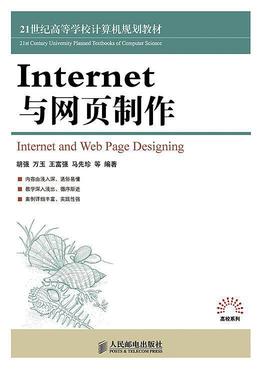 21世纪高等学校计算机规划教材
21st Century University Planned Textbooks of Computer Science
Internet
与网页制作
Internet and Web Page Designing
胡强 万玉 王富强 马先珍 等 编著
■ 内容由浅入深、通俗易懂
■ 教学深入浅出、循序渐进
■ 案例详细丰富、实践性强
高校系列
人民邮电出版社
POSTS & TELECOM PRESS